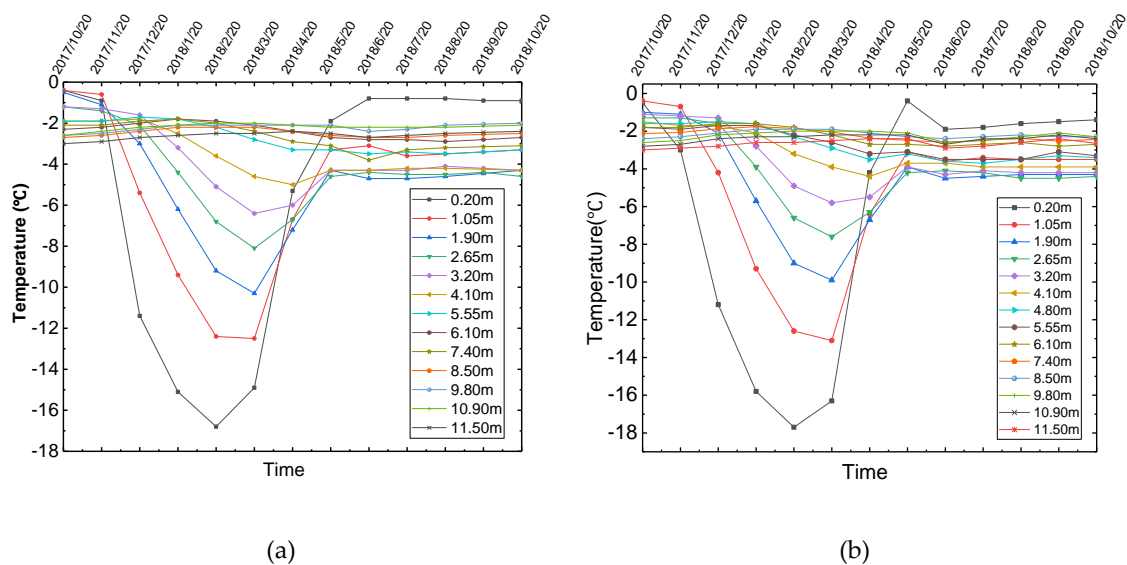 2017/10/20
2017/11/20
2017/12/20
2018/1/20
2018/2/20
2018/3/20
2018/4/20
2018/5/20
2018/6/20
2018/7/20
2018/8/20
2018/9/20
2018/10/20
0
-2
-4
-6
-8
-10
-12
-14
-16
-18
Temperature (℃)
0.20m
1.05m
1.90m
2.65m
3.20m
4.10m
5.55m
6.10m
7.40m
8.50m
9.80m
10.90m
11.50m
Time
(a)
2017/10/20
2017/11/20
2017/12/20
2018/1/20
2018/2/20
2018/3/20
2018/4/20
2018/5/20
2018/6/20
2018/7/20
2018/8/20
2018/9/20
2018/10/20
0
-2
-4
-6
-8
-10
-12
-14
-16
-18
Temperature(℃)
0.20m
1.05m
1.90m
2.65m
3.20m
4.10m
4.80m
5.55m
6.10m
7.40m
8.50m
9.80m
10.90m
11.50m
Time
(b)